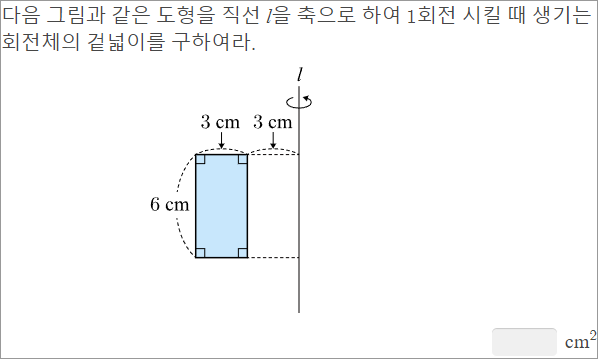 다음 그림과 같은 도형을 직선 l을 축으로 하여 1회전 시킬 때 생기는
회전체의 겉넓이를 구하여라.
l
3 cm 3 cm
6 cm
cm²